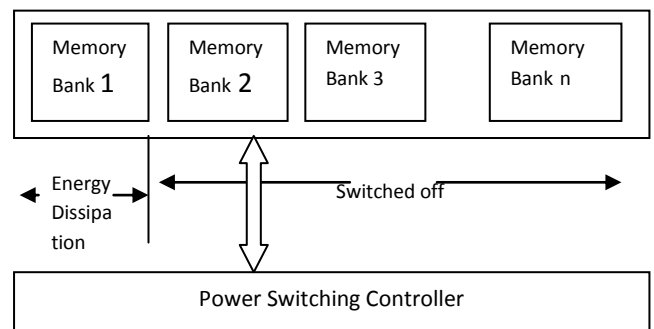 Memory
Bank 1
Memory
Bank 2
Memory
Bank 3
Memory
Bank n
Energy
Dissipa
tion
Switched off
Power Switching Controller